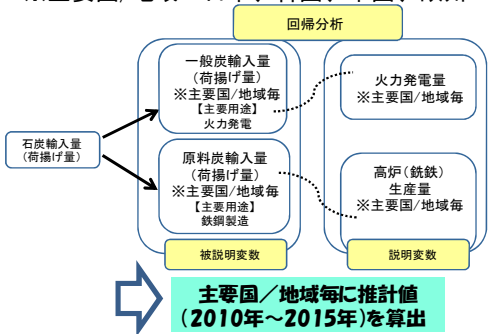 回帰分析
一般炭輸入量
(荷揚げ量)
※主要国/地域毎
【主要用途】
火力発電
火力発電量
※主要国/地域毎
石炭輸入量
(荷揚げ量)
原料炭輸入量
(荷揚げ量)
※主要国/地域毎
【主要用途】
鉄鋼製造
高炉(銑鉄)
生産量
※主要国/地域毎
被説明変数
説明変数
主要国/地域毎に推計値
(2010年~2015年)を算出